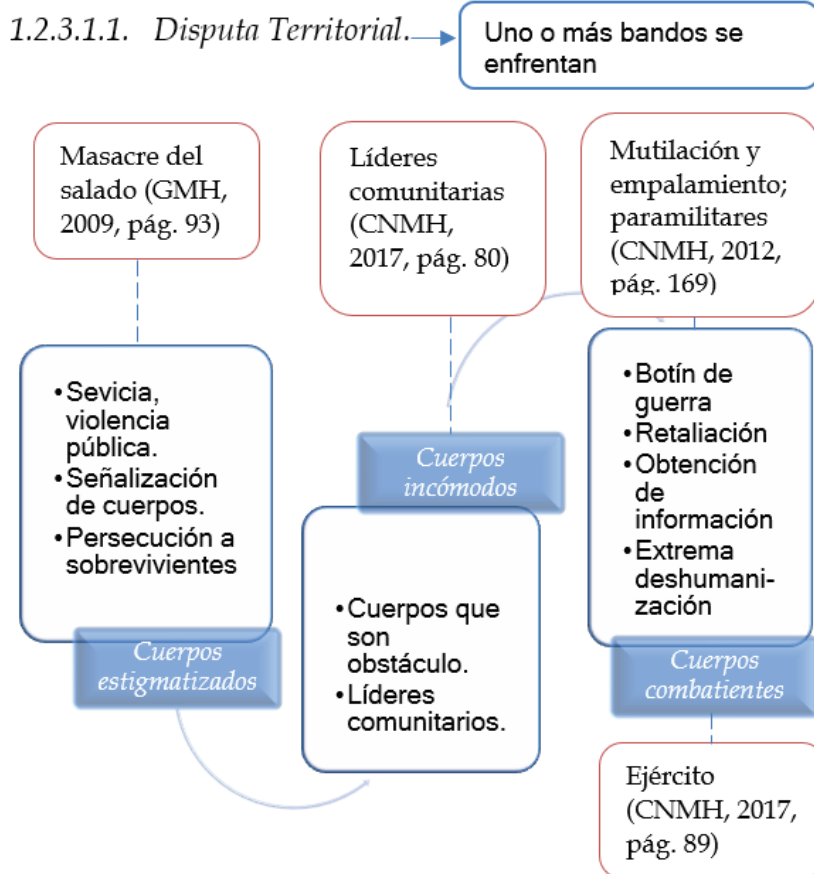 1.2.3.1.1. Disputa Territorial.
Uno o más bandos se
enfrentan
Masacre del
salado (GMH,
2009, pág. 93)
Líderes
comunitarias
(CNMH,
2017, pág. 80)
Mutilación y
empalamiento;
paramilitares
(CNMH, 2012,
pág. 169)
•Sevicia,
violencia
pública.
•Señalización
de cuerpos.
•Persecución a
sobrevivientes
Cuerpos
estigmatizados
Cuerpos
incómodos
•Cuerpos que
son
obstáculo.
•Líderes
comunitarios.
•Botín de
guerra
•Retaliación
•Obtención
de
información
•Extrema
deshumani-
zación
Cuerpos
combatientes
Ejército
(CNMH, 2017,
pág. 89)